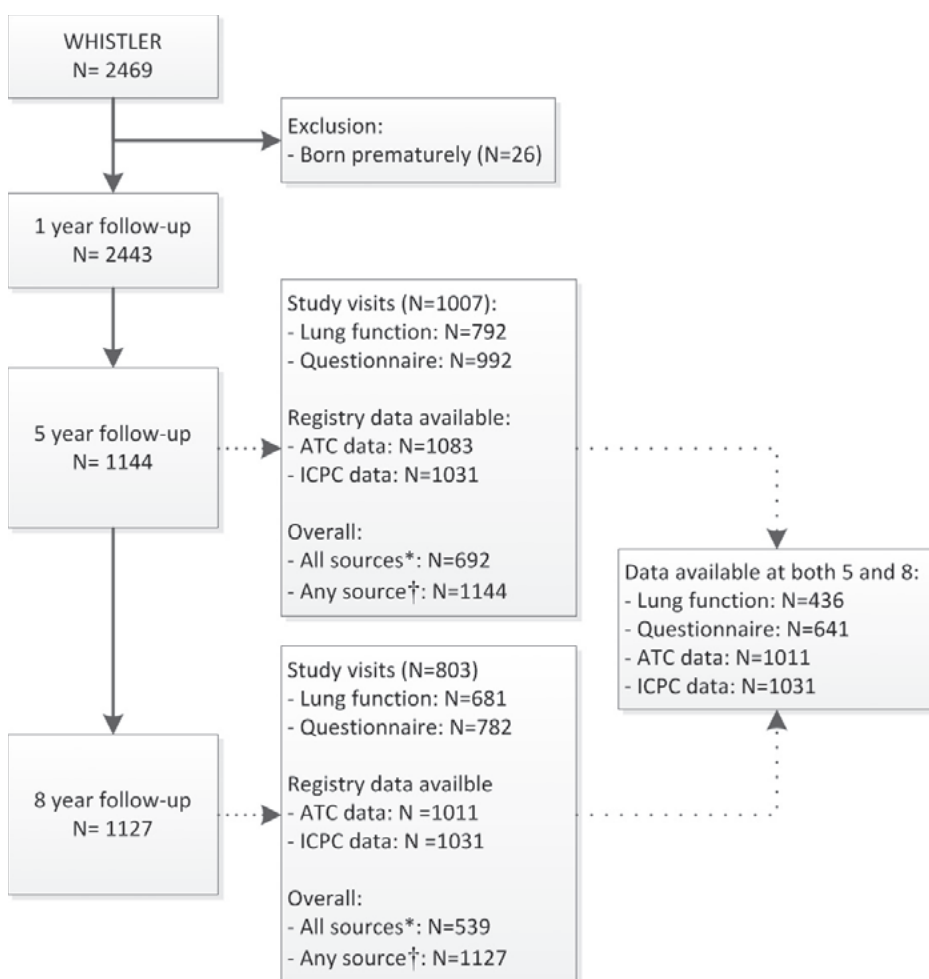 WHISTLER
N= 2469
Exclusion:
- Born prematurely (N=26)
1 year follow-up
N= 2443
5 year follow-up
N= 1144
Study visits (N=1007):
- Lung function: N=792
- Questionnaire: N=992
Registry data available:
- ATC data: N=1083
- ICPC data: N=1031
Overall:
- All sources*: N=692
- Any source†: N=1144
Data available at both 5 and 8:
- Lung function: N=436
- Questionnaire: N=641
- ATC data: N=1011
- ICPC data: N=1031
8 year follow-up
N= 1127
Study visits (N=803)
- Lung function: N=681
- Questionnaire: N=782
Registry data availble
- ATC data: N =1011
- ICPC data: N =1031
Overall:
- All sources*: N=539
- Any source†: N=1127